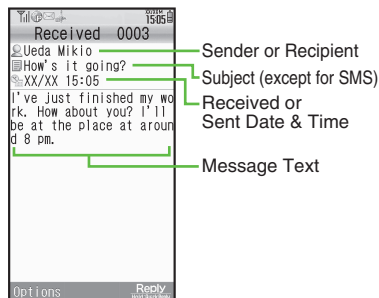 XX/XX
15:05
Received 0003
Ueda Mikio
How's it going?
XX/XX 15:05
I've just finished my wo
rk. How about you? I'll
be at the place at aroun
d 8 pm.
Options
Reply
Sender or Recipient
Subject (except for SMS)
Received or
Sent Date & Time
Message Text